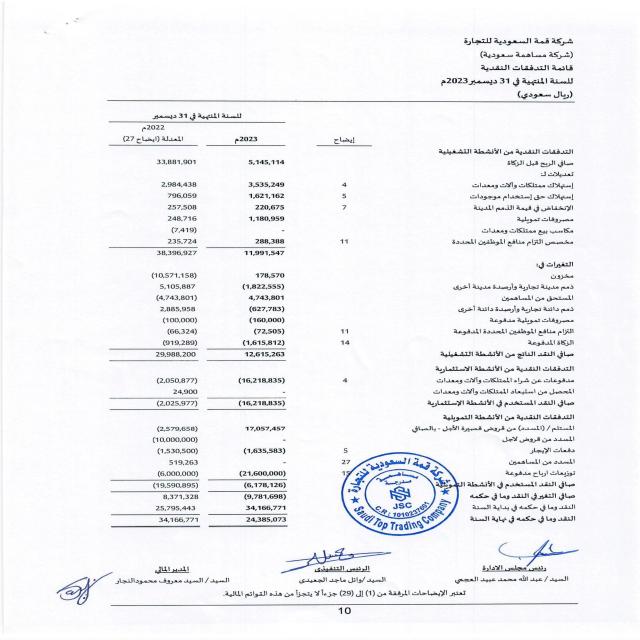 شركة قمة السعودية للتجارة
(شركة مساهمة سعودية)
قائمة التدفقات النقدية
للسنة المنتهية في 31 ديسمبر 2023م
(ريال سعودي)
للسنة المنتهية في 31 ديسمبر
إيضاح 2023م 2022م المعدلة (ايضاح 27)
التدفقات النقدية من الأنشطة التشغيلية
صافي الربح قبل الزكاة 5,145,114 33,881,901
تعديلات لـ:
إستهلاك ممتلكات وآلات ومعدات 4 3,535,249 2,984,438
إستهلاك حق إستخدام موجودات 5 1,621,162 796,059
الإنخفاض في قيمة الذمم المدينة 7 220,675 257,508
مصروفات تمويلية 1,180,959 248,716
مكاسب بيع ممتلكات ومعدات - (7,419)
مخصص التزام منافع الموظفين المحددة 11 288,388 235,724
11,991,547 38,396,927
التغيرات في:
مخزون 178,570 (10,571,158)
ذمم مدينة تجارية وأرصدة مدينة أخرى (1,822,555) 5,105,887
المستحق من المساهمين 4,743,801 (4,743,801)
ذمم دائنة تجارية وأرصدة دائنة أخرى (627,783) 2,885,958
مصروفات تمويلية مدفوعة (160,000) (100,000)
التزام منافع الموظفين المحددة المدفوعة 11 (72,505) (66,324)
الزكاة المدفوعة 14 (1,615,812) (919,289)
صافي النقد الناتج من الأنشطة التشغيلية 12,615,263 29,988,200
التدفقات النقدية من الأنشطة الاستثمارية
مدفوعات عن شراء الممتلكات وآلات ومعدات 4 (16,218,835) (2,050,877)
المحصل من استبعاد الممتلكات وآلات ومعدات - 24,900
صافي النقد المستخدم في الأنشطة الإستثمارية (16,218,835) (2,025,977)
التدفقات النقدية من الأنشطة التمويلية
المستلم / (المسدد) من قروض قصيرة الأجل - بالصافي 17,057,457 (2,579,658)
المسدد من قروض لاجل - (10,000,000)
دفعات الإيجار 5 (1,635,583) (1,530,500)
المسدد من المساهمين 27 - 519,263
توزيعات ارباح مدفوعة 15 (21,600,000) (6,000,000)
صافي النقد المستخدم في الأنشطة التمويلية (6,178,126) (19,590,895)
صافي التغير في النقد وما في حكمه (9,781,698) 8,371,328
النقد وما في حكمه في بداية السنة 34,166,771 25,795,443
النقد وما في حكمه في نهاية السنة 24,385,073 34,166,771
شركة قمة السعودية للتجارة
مساهمة
مدرجة
JSC
C.R: 1010237661
Saudi Top Trading Company
رئيس مجلس الادارة الرئيس التنفيذي المدير المالي
السيد / عبد الله محمد عبيد العجي السيد /وائل ماجد الجعيدي السيد / السيد معروف محمود النجار
تعتبر الإيضاحات المرفقة من (1) إلى (29) جزءاً لا يتجزأ من هذه القوائم المالية.
10